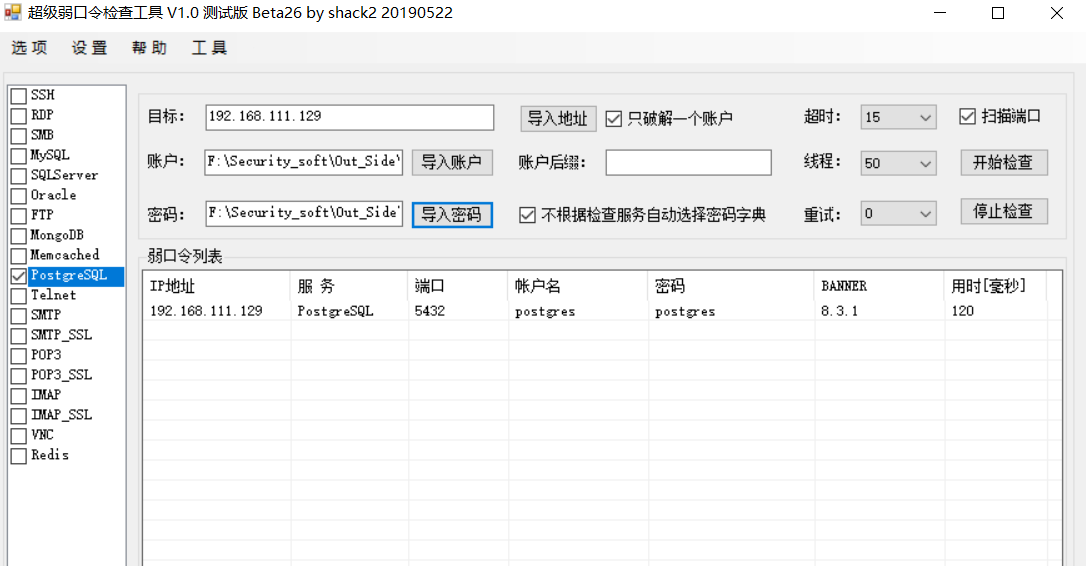 超级弱口令检查工具 V1.0 测试版 Beta26 by shack2 20190522
选项 设置 帮助 工具
SSH
RDP
SMB
MySQL
SQLServer
Oracle
FTP
MongoDB
Memcached
PostgreSQL
Telnet
SMTP
SMTP_SSL
POP3
POP3_SSL
IMAP
IMAP_SSL
VNC
Redis
目标: 192.168.111.129 导入地址 只破解一个账户 超时: 15 扫描端口
账户: F:\Security_soft\Out_Side\ 导入账户 账户后缀: 线程: 50 开始检查
密码: F:\Security_soft\Out_Side\ 导入密码 不根据检查服务自动选择密码字典 重试: 0 停止检查
弱口令列表
IP地址 服 务 端口 帐户名 密码 BANNER 用时[毫秒]
192.168.111.129 PostgreSQL 5432 postgres postgres 8.3.1 120